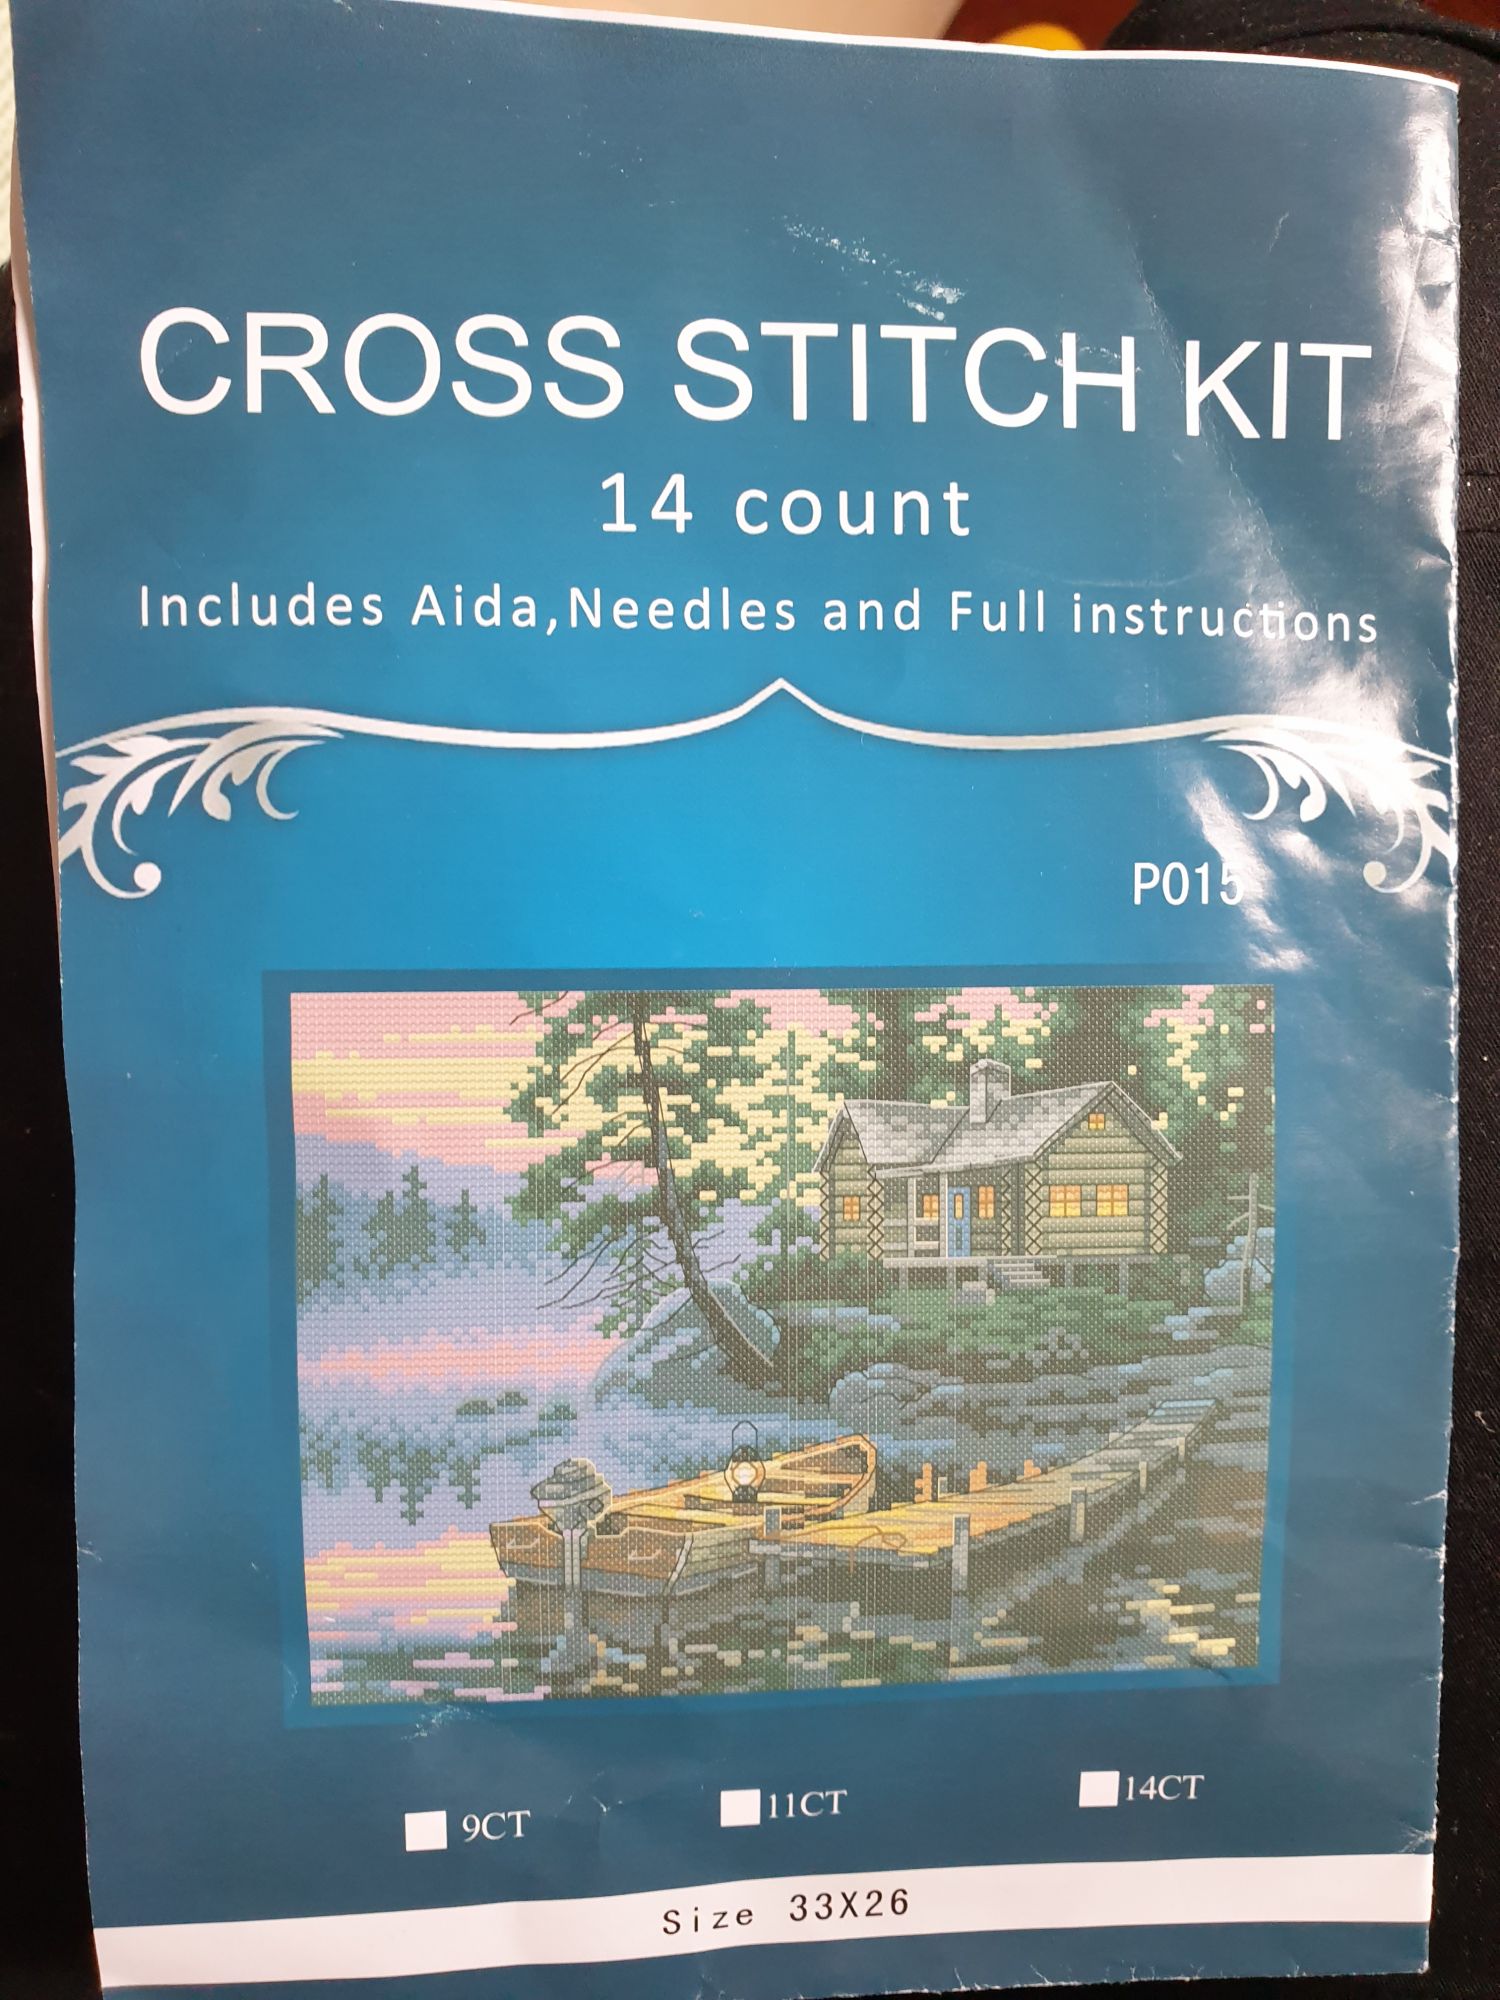 CROSS STITCH KIT
14 count
Includes Aida,Needles and Full instructions
P015
9CT
11CT
14CT
Size 33X26